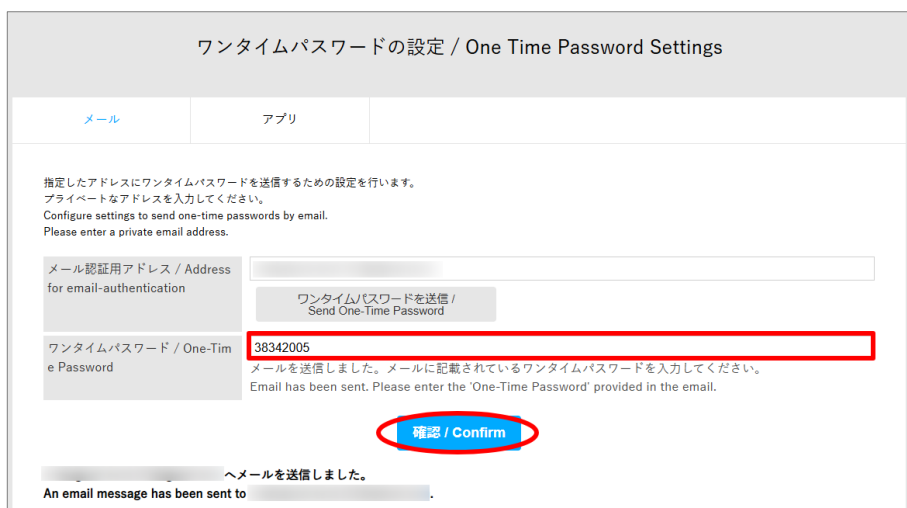 ワンタイムパスワードの設定 / One Time Password Settings
メール
アプリ
指定したアドレスにワンタイムパスワードを送信するための設定を行います。
プライベートなアドレスを入力してください。
Configure settings to send one-time passwords by email.
Please enter a private email address.
メール認証用アドレス / Address
for email-authentication
ワンタイムパスワードを送信 /
Send One-Time Password
ワンタイムパスワード / One-Tim
e Password
38342005
メールを送信しました。メールに記載されているワンタイムパスワードを入力してください。
Email has been sent. Please enter the 'One-Time Password' provided in the email.
確認 / Confirm
へメールを送信しました。
An email message has been sent to .